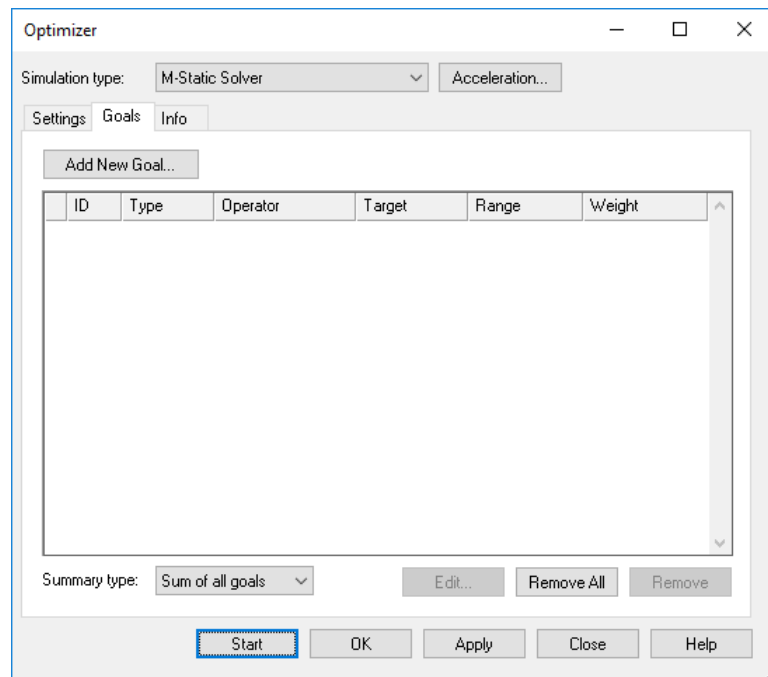 Optimizer
Simulation type: M-Static Solver Acceleration...
Settings Goals Info
Add New Goal...
ID Type Operator Target Range Weight
Summary type: Sum of all goals Edit... Remove All Remove
Start OK Apply Close Help